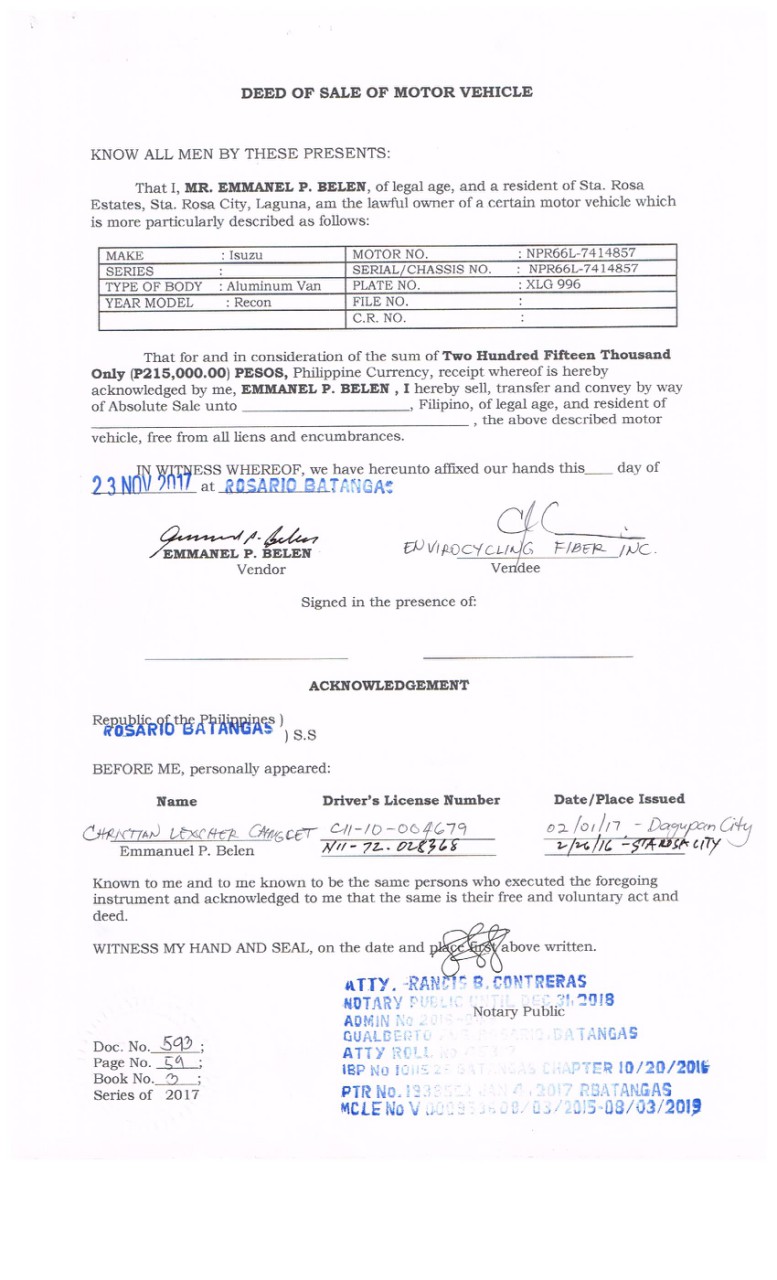 DEED OF SALE OF MOTOR VEHICLE
KNOW ALL MEN BY THESE PRESENTS:
That I, MR. EMMANEL P. BELEN, of legal age, and a resident of Sta. Rosa
Estates, Sta. Rosa City, Laguna, am the lawful owner of a certain motor vehicle which
is more particularly described as follows:
MAKE : Isuzu MOTOR NO. : NPR66L-7414857
SERIES : SERIAL/CHASSIS NO. : NPR66L-7414857
TYPE OF BODY : Aluminum Van PLATE NO. : XLG 996
YEAR MODEL : Recon FILE NO. :
C.R. NO. :
That for and in consideration of the sum of Two Hundred Fifteen Thousand
Only (P215,000.00) PESOS, Philippine Currency, receipt whereof is hereby
acknowledged by me, EMMANEL P. BELEN , I hereby sell, transfer and convey by way
of Absolute Sale unto ____________________, Filipino, of legal age, and resident of
____________________ , the above described motor
vehicle, free from all liens and encumbrances.
IN WITNESS WHEREOF, we have hereunto affixed our hands this____ day of
23 NOV 2017 at ROSARIO BATANGAS
EMMANEL P. BELEN ENVIROCYCLING FIBER INC.
Vendor Vendee
Signed in the presence of:
ACKNOWLEDGEMENT
Republic of the Philippines )
ROSARIO BATANGAS ) S.S
BEFORE ME, personally appeared:
Name Driver's License Number Date/Place Issued
CHRISTIAN C11-10-004679 02/01/17 - Dagupan City
Emmanuel P. Belen N11-72-028368 2/26/16 - STA ROSA CITY
Known to me and to me known to be the same persons who executed the foregoing
instrument and acknowledged to me that the same is their free and voluntary act and
deed.
WITNESS MY HAND AND SEAL, on the date and place first above written.
ATTY. RANCIS B. CONTRERAS
NOTARY PUBLIC UNTIL DEC 31, 2018
Notary Public
ADMIN No
GUALBERTO BATANGAS
ATTY ROLL
IBP No BATANGAS CHAPTER 10/20/2016
PTR No. JAN 4, 2017 RBATANGAS
MCLE No V 08/03/2015-08/03/2019
Doc. No. 593 ;
Page No. 59 ;
Book No. 3 ;
Series of 2017